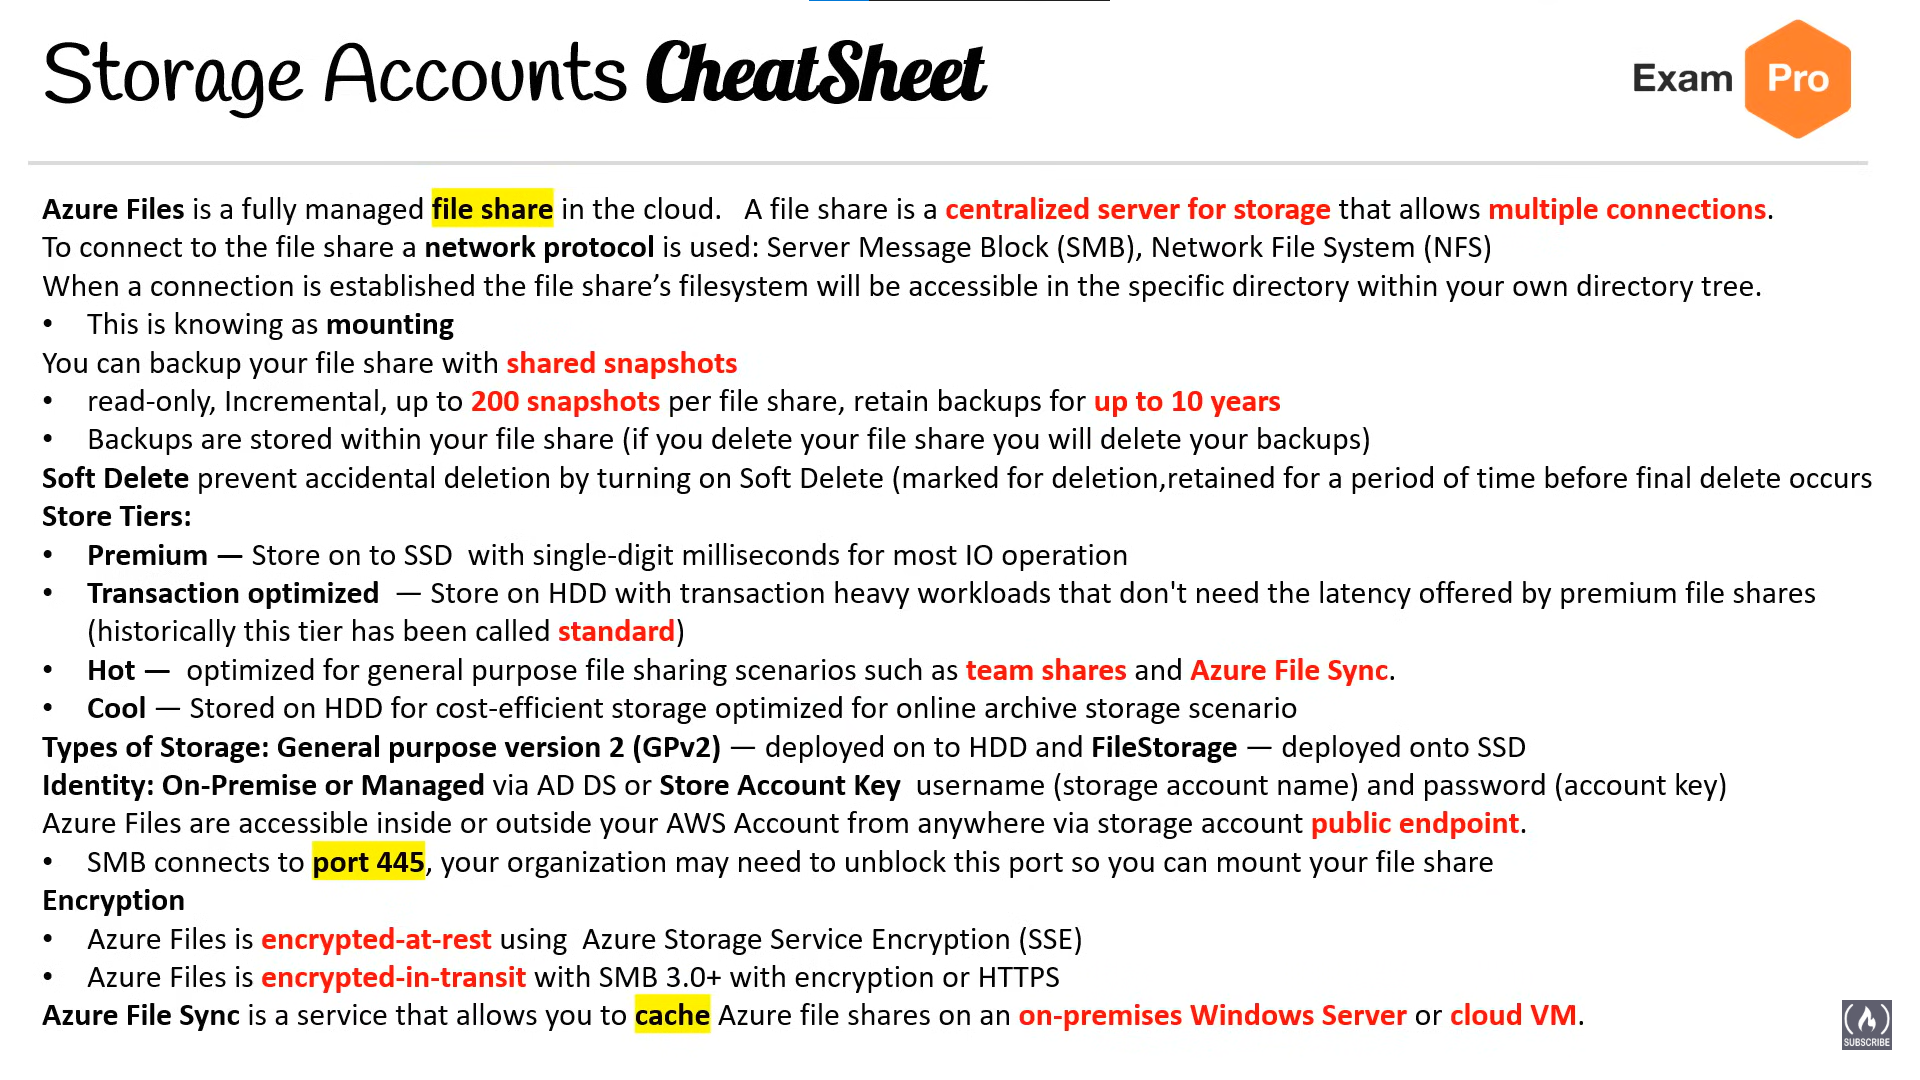 Storage Accounts CheatSheet
Exam Pro
Azure Files is a fully managed file share in the cloud.   A file share is a centralized server for storage that allows multiple connections.
To connect to the file share a network protocol is used: Server Message Block (SMB), Network File System (NFS)
When a connection is established the file share’s filesystem will be accessible in the specific directory within your own directory tree.
• This is knowing as mounting
You can backup your file share with shared snapshots
• read-only, Incremental, up to 200 snapshots per file share, retain backups for up to 10 years
• Backups are stored within your file share (if you delete your file share you will delete your backups)
Soft Delete prevent accidental deletion by turning on Soft Delete (marked for deletion,retained for a period of time before final delete occurs
Store Tiers:
• Premium — Store on to SSD  with single-digit milliseconds for most IO operation
• Transaction optimized  — Store on HDD with transaction heavy workloads that don't need the latency offered by premium file shares
(historically this tier has been called standard)
• Hot —  optimized for general purpose file sharing scenarios such as team shares and Azure File Sync.
• Cool — Stored on HDD for cost-efficient storage optimized for online archive storage scenario
Types of Storage: General purpose version 2 (GPv2) — deployed on to HDD and FileStorage — deployed onto SSD
Identity: On-Premise or Managed via AD DS or Store Account Key  username (storage account name) and password (account key)
Azure Files are accessible inside or outside your AWS Account from anywhere via storage account public endpoint.
• SMB connects to port 445, your organization may need to unblock this port so you can mount your file share
Encryption
• Azure Files is encrypted-at-rest using  Azure Storage Service Encryption (SSE)
• Azure Files is encrypted-in-transit with SMB 3.0+ with encryption or HTTPS
Azure File Sync is a service that allows you to cache Azure file shares on an on-premises Windows Server or cloud VM.
SUBSCRIBE